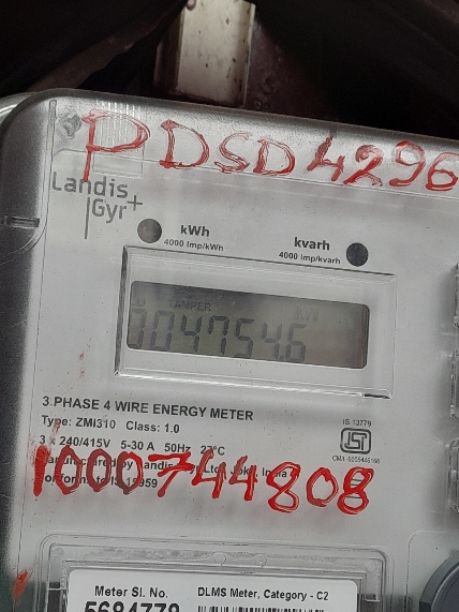 PDSD4296
Landis
Gyr+
kWh
4000 Imp/kWh
kvarh
4000 Imp/kvarh
TAMPER
3 PHASE 4 WIRE ENERGY METER
Type: ZMI310 Class: 1.0
IS 13779
3 x 240/415V 5-30 A 50Hz 27°C
ISI
1000744808
Meter Sl. No.
DLMS Meter, Category - C2